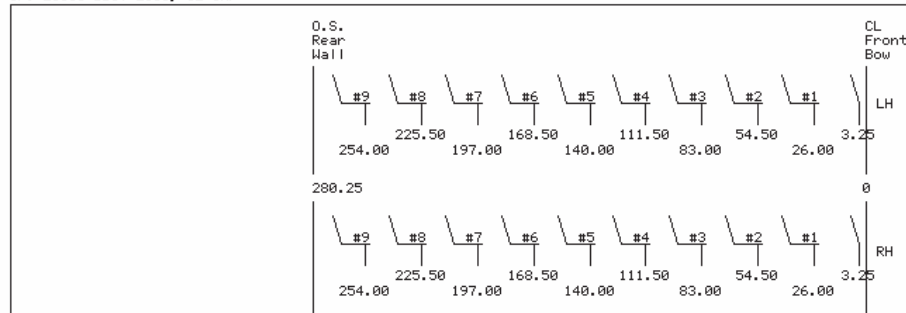 O.S. CL
Rear Front
Wall Bow
#9 #8 #7 #6 #5 #4 #3 #2 #1 LH
225.50 168.50 111.50 54.50 3.25
254.00 197.00 140.00 83.00 26.00
280.25 0
#9 #8 #7 #6 #5 #4 #3 #2 #1 RH
225.50 168.50 111.50 54.50 3.25
254.00 197.00 140.00 83.00 26.00